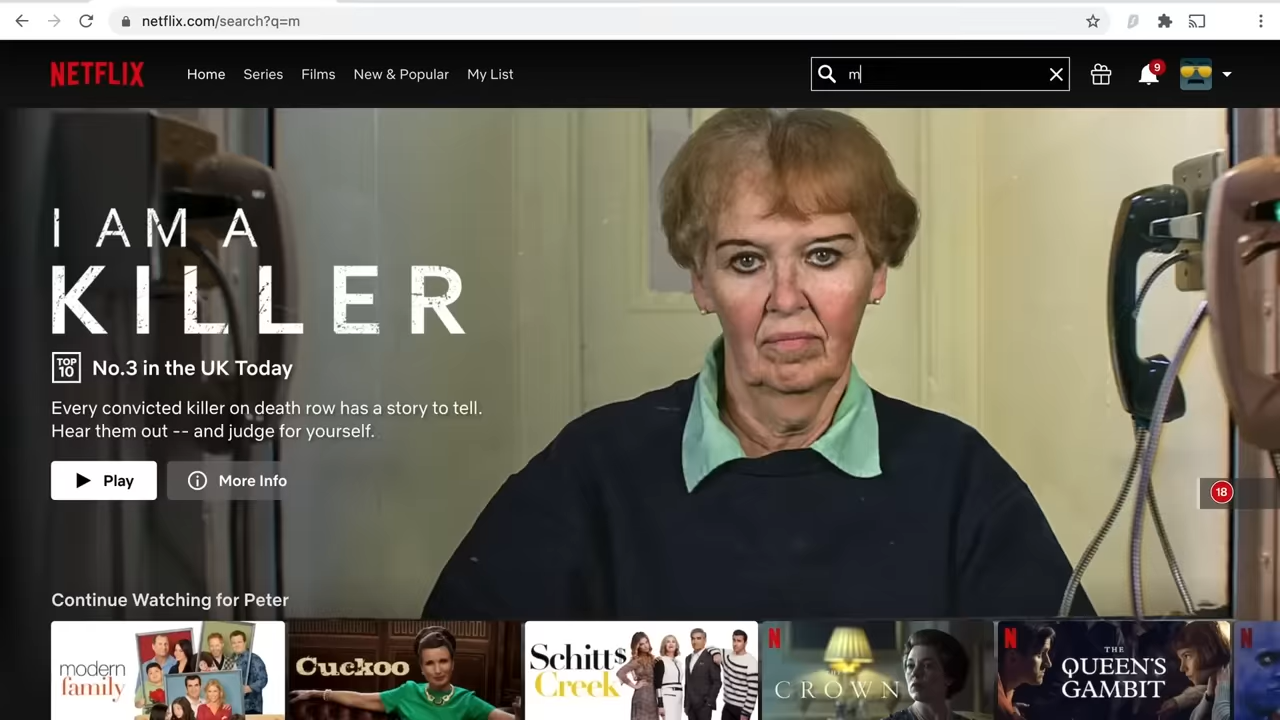 netflix.com/search?q=m
NETFLIX Home Series Films New & Popular My List m 9
I AM A
KILLER
TOP 10 No.3 in the UK Today
Every convicted killer on death row has a story to tell.
Hear them out -- and judge for yourself.
Play More Info
18
Continue Watching for Peter
modern family
Cuckoo
Schitt$ Creek
N CROWN
N THE QUEEN'S GAMBIT
N